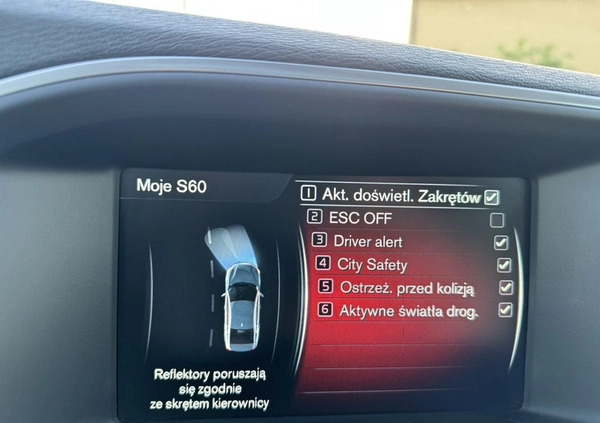 Moje S60
1 Akt. doświetl. Zakrętów
2 ESC OFF
3 Driver alert
4 City Safety
5 Ostrzeż. przed kolizją
6 Aktywne światła drog.
Reflektory poruszają
się zgodnie
ze skrętem kierownicy